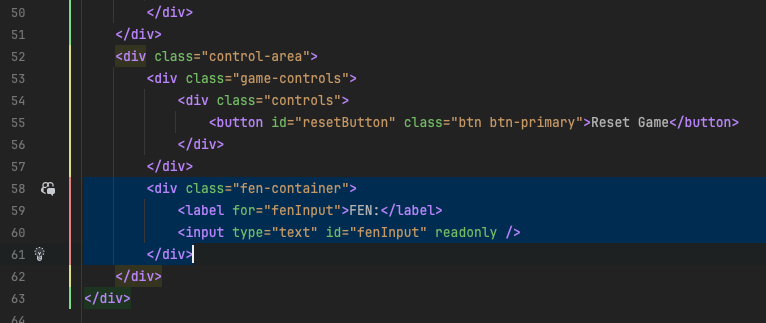 50 </div>
51 </div>
52 <div class="control-area">
53 <div class="game-controls">
54 <div class="controls">
55 <button id="resetButton" class="btn btn-primary">Reset Game</button>
56 </div>
57 </div>
58 <div class="fen-container">
59 <label for="fenInput">FEN:</label>
60 <input type="text" id="fenInput" readonly />
61 </div>
62 </div>
63 </div>
64